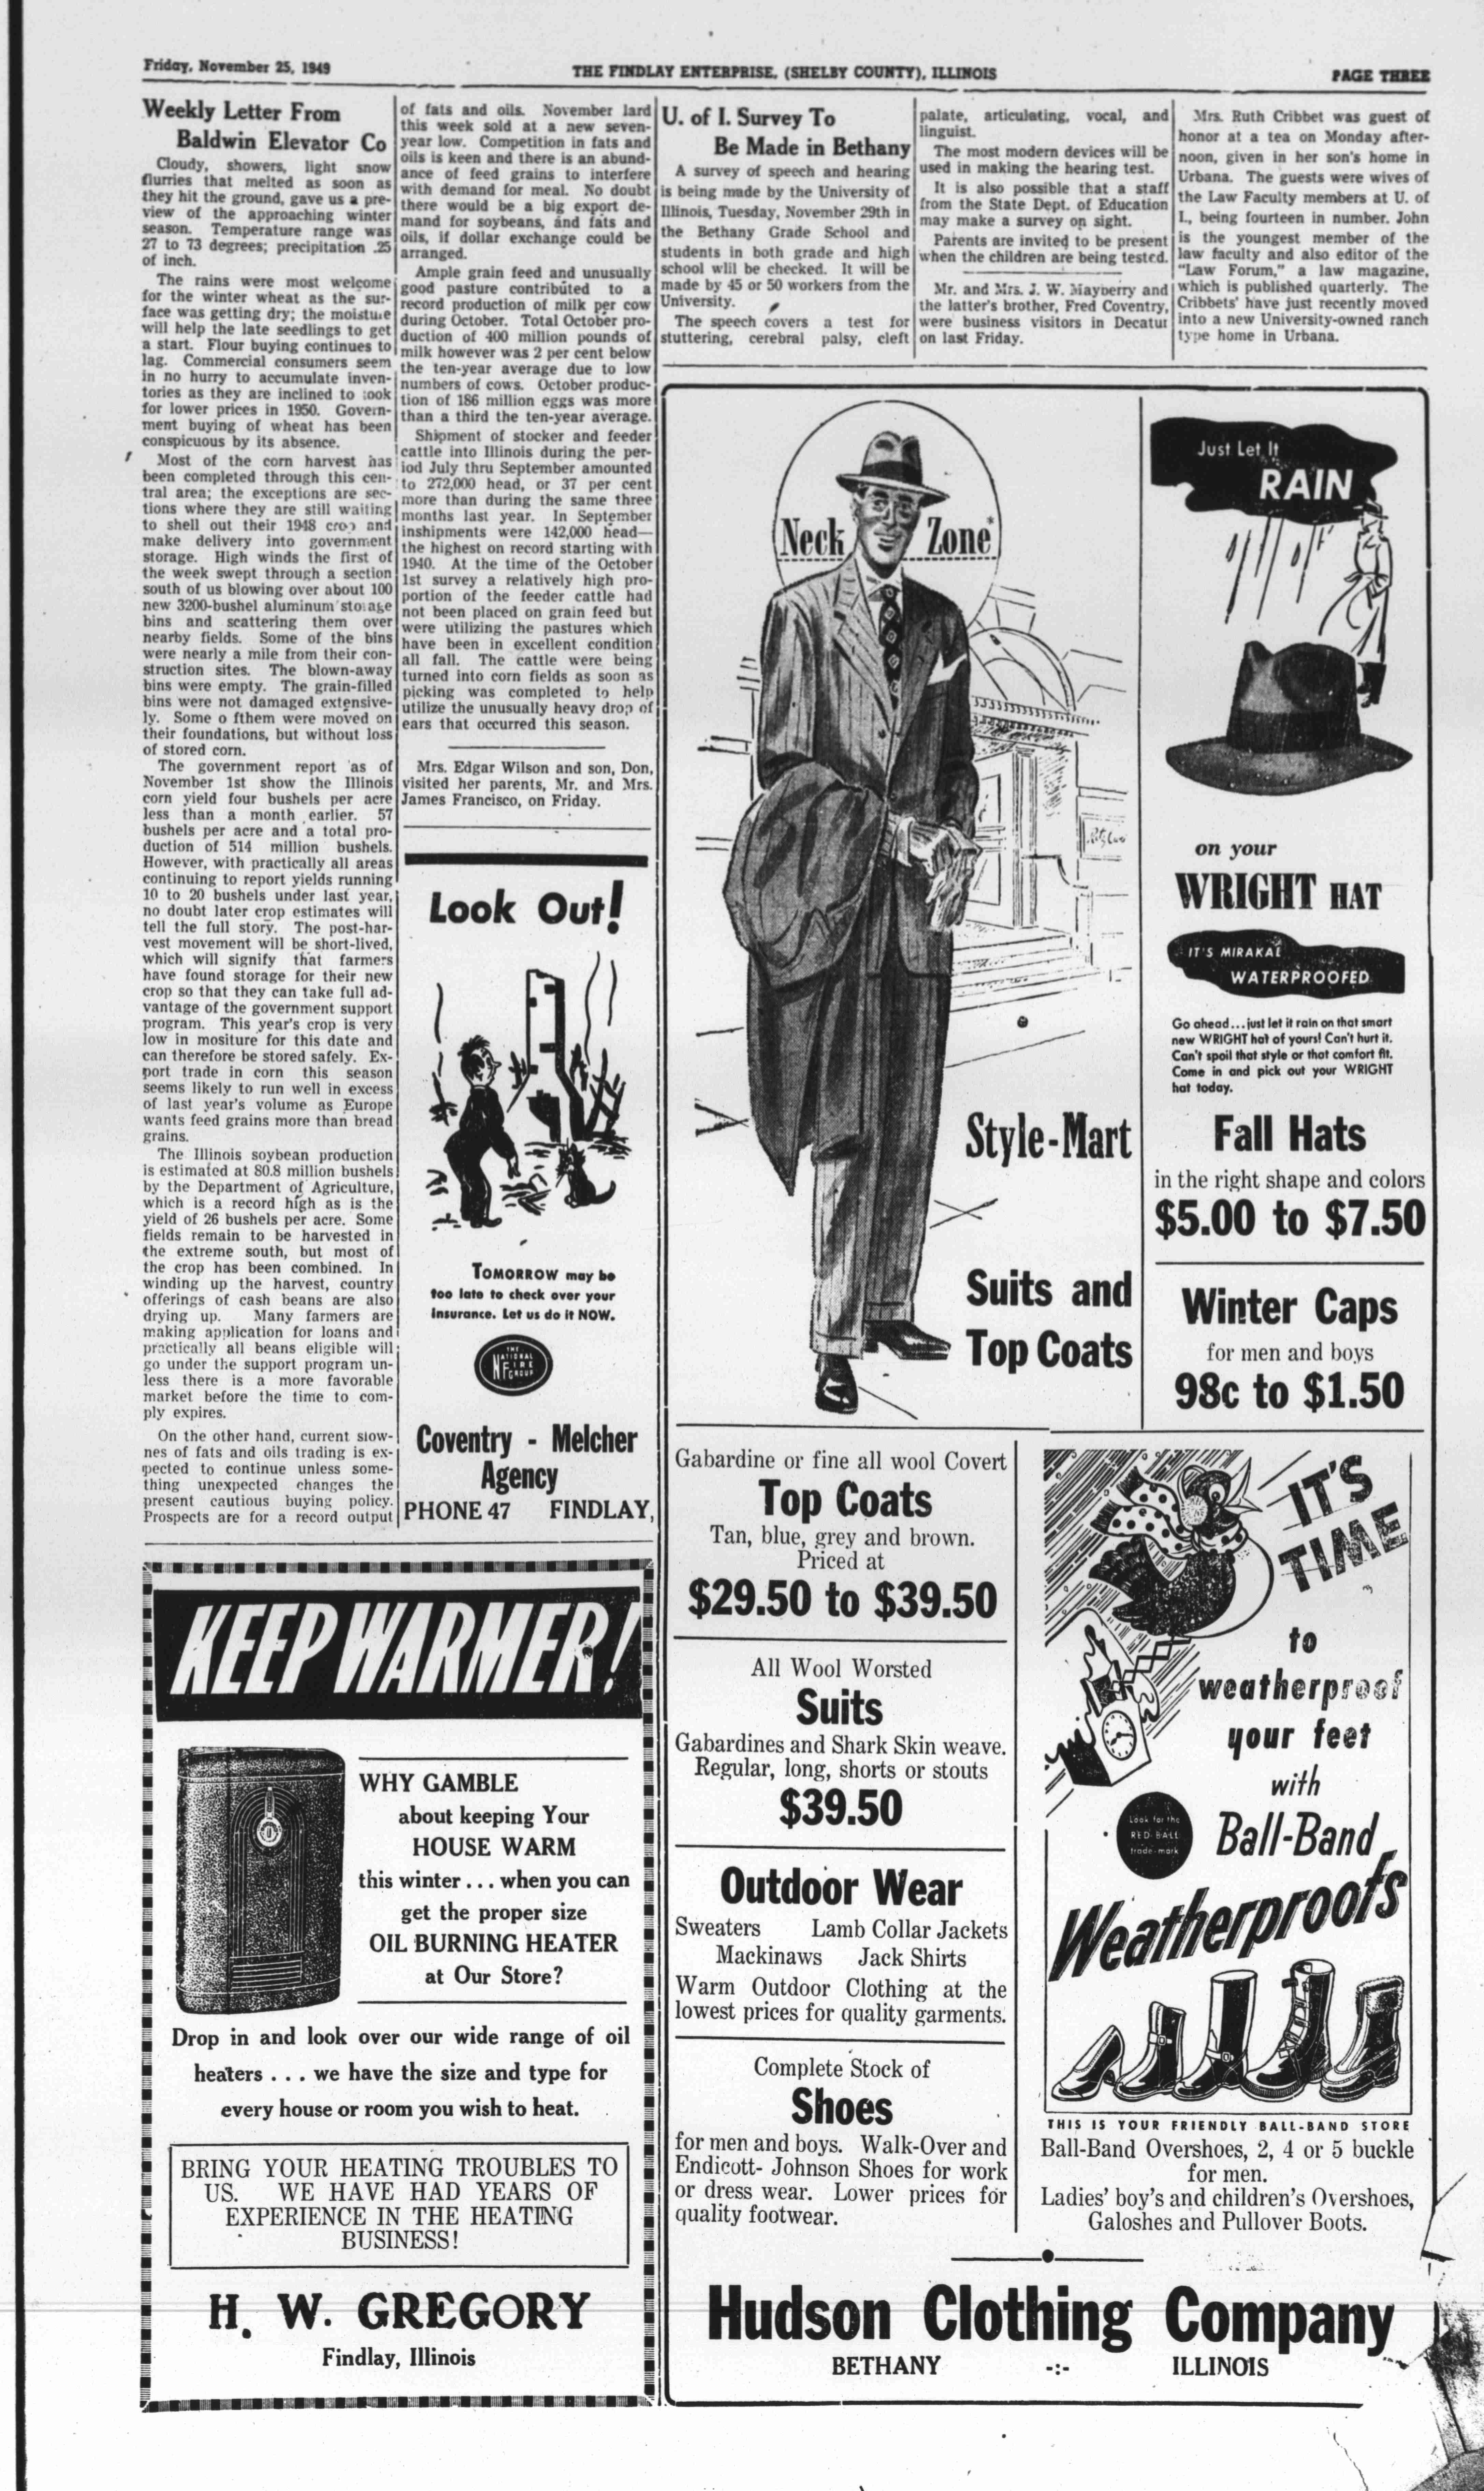 Friday, November 25, 1949
THE FINDLAY ENTERPRISE, (SHELBY COUNTY), ILLINOIS
PAGE THREE
Weekly Letter From
Baldwin Elevator Co
Cloudy, showers, light snow
flurries that melted as soon as
they hit the ground, gave us a pre-
view of the approaching winter
season. Temperature range was
27 to 73 degrees; precipitation .25
of inch.
The rains were most welcome
for the winter wheat as the sur-
face was getting dry; the moisture
will help the late seedlings to get
a start. Flour buying continues to
lag. Commercial consumers seem
in no hurry to accumulate inven-
tories as they are inclined to look
for lower prices in 1950. Govern-
ment buying of wheat has been
conspicuous by its absence.
Most of the corn harvest has
been completed through this cen-
tral area; the exceptions are sec-
tions where they are still waiting
to shell out their 1948 crop and
make delivery into government
storage. High winds the first of
the week swept through a section
south of us blowing over about 100
new 3200-bushel aluminum storage
bins and scattering them over
nearby fields. Some of the bins
were nearly a mile from their con-
struction sites. The blown-away
bins were empty. The grain-filled
bins were not damaged extensive-
ly. Some o fthem were moved on
their foundations, but without loss
of stored corn.
The government report as of
November 1st show the Illinois
corn yield four bushels per acre
less than a month earlier. 57
bushels per acre and a total pro-
duction of 514 million bushels.
However, with practically all areas
continuing to report yields running
10 to 20 bushels under last year,
no doubt later crop estimates will
tell the full story. The post-har-
vest movement will be short-lived,
which will signify that farmers
have found storage for their new
crop so that they can take full ad-
vantage of the government support
program. This year's crop is very
low in mositure for this date and
can therefore be stored safely. Ex-
port trade in corn this season
seems likely to run well in excess
of last year's volume as Europe
wants feed grains more than bread
grains.
The Illinois soybean production
is estimated at 80.8 million bushels
by the Department of Agriculture,
which is a record high as is the
yield of 26 bushels per acre. Some
fields remain to be harvested in
the extreme south, but most of
the crop has been combined. In
winding up the harvest, country
offerings of cash beans are also
drying up. Many farmers are
making application for loans and
practically all beans eligible will
go under the support program un-
less there is a more favorable
market before the time to com-
ply expires.
On the other hand, current slow-
nes of fats and oils trading is ex-
pected to continue unless some-
thing unexpected changes the
present cautious buying policy.
Prospects are for a record output
of fats and oils. November lard
this week sold at a new seven-
year low. Competition in fats and
oils is keen and there is an abund-
ance of feed grains to interfere
with demand for meal. No doubt
there would be a big export de-
mand for soybeans, and fats and
oils, if dollar exchange could be
arranged.
Ample grain feed and unusually
good pasture contributed to a
record production of milk per cow
during October. Total October pro-
duction of 400 million pounds of
milk however was 2 per cent below
the ten-year average due to low
numbers of cows. October produc-
tion of 186 million eggs was more
than a third the ten-year average.
Shipment of stocker and feeder
cattle into Illinois during the per-
iod July thru September amounted
to 272,000 head, or 37 per cent
more than during the same three
months last year. In September
inshipments were 142,000 head—
the highest on record starting with
1940. At the time of the October
1st survey a relatively high pro-
portion of the feeder cattle had
not been placed on grain feed but
were utilizing the pastures which
have been in excellent condition
all fall. The cattle were being
turned into corn fields as soon as
picking was completed to help
utilize the unusually heavy drop of
ears that occurred this season.
Mrs. Edgar Wilson and son, Don,
visited her parents, Mr. and Mrs.
James Francisco, on Friday.
Look Out!
TOMORROW may be
too late to check over your
insurance. Let us do it NOW.
THE
NATIONAL
FIRE
GROUP
Coventry - Melcher
Agency
PHONE 47 FINDLAY,
U. of I. Survey To
Be Made in Bethany
A survey of speech and hearing
is being made by the University of
Illinois, Tuesday, November 29th in
the Bethany Grade School and
students in both grade and high
school wlil be checked. It will be
made by 45 or 50 workers from the
University.
The speech covers a test for
stuttering, cerebral palsy, cleft
palate, articulating, vocal, and
linguist.
The most modern devices will be
used in making the hearing test.
It is also possible that a staff
from the State Dept. of Education
may make a survey on sight.
Parents are invited to be present
when the children are being tested.
Mr. and Mrs. J. W. Mayberry and
the latter's brother, Fred Coventry,
were business visitors in Decatur
on last Friday.
Mrs. Ruth Cribbet was guest of
honor at a tea on Monday after-
noon, given in her son's home in
Urbana. The guests were wives of
the Law Faculty members at U. of
I., being fourteen in number. John
is the youngest member of the
law faculty and also editor of the
"Law Forum," a law magazine,
which is published quarterly. The
Cribbets' have just recently moved
into a new University-owned ranch
type home in Urbana.
Neck Zone*
Style-Mart
Suits and
Top Coats
Just Let It
RAIN
on your
WRIGHT HAT
IT'S MIRAKAL
WATERPROOFED
Go ahead...just let it rain on that smart
new WRIGHT hat of yours! Can't hurt it.
Can't spoil that style or that comfort fit.
Come in and pick out your WRIGHT
hat today.
Fall Hats
in the right shape and colors
$5.00 to $7.50
Winter Caps
for men and boys
98c to $1.50
Gabardine or fine all wool Covert
Top Coats
Tan, blue, grey and brown.
Priced at
$29.50 to $39.50
All Wool Worsted
Suits
Gabardines and Shark Skin weave.
Regular, long, shorts or stouts
$39.50
Outdoor Wear
Sweaters Lamb Collar Jackets
Mackinaws Jack Shirts
Warm Outdoor Clothing at the
lowest prices for quality garments.
Complete Stock of
Shoes
for men and boys. Walk-Over and
Endicott- Johnson Shoes for work
or dress wear. Lower prices for
quality footwear.
IT'S
TIME
to
weatherproof
your feet
with
Look for the
RED BALL
trade-mark
Ball-Band
Weatherproofs
THIS IS YOUR FRIENDLY BALL-BAND STORE
Ball-Band Overshoes, 2, 4 or 5 buckle
for men.
Ladies' boy's and children's Overshoes,
Galoshes and Pullover Boots.
Hudson Clothing Company
BETHANY -:- ILLINOIS
KEEP WARMER!
WHY GAMBLE
about keeping Your
HOUSE WARM
this winter . . . when you can
get the proper size
OIL BURNING HEATER
at Our Store?
Drop in and look over our wide range of oil
heaters . . . we have the size and type for
every house or room you wish to heat.
BRING YOUR HEATING TROUBLES TO
US. WE HAVE HAD YEARS OF
EXPERIENCE IN THE HEATING
BUSINESS!
H. W. GREGORY
Findlay, Illinois